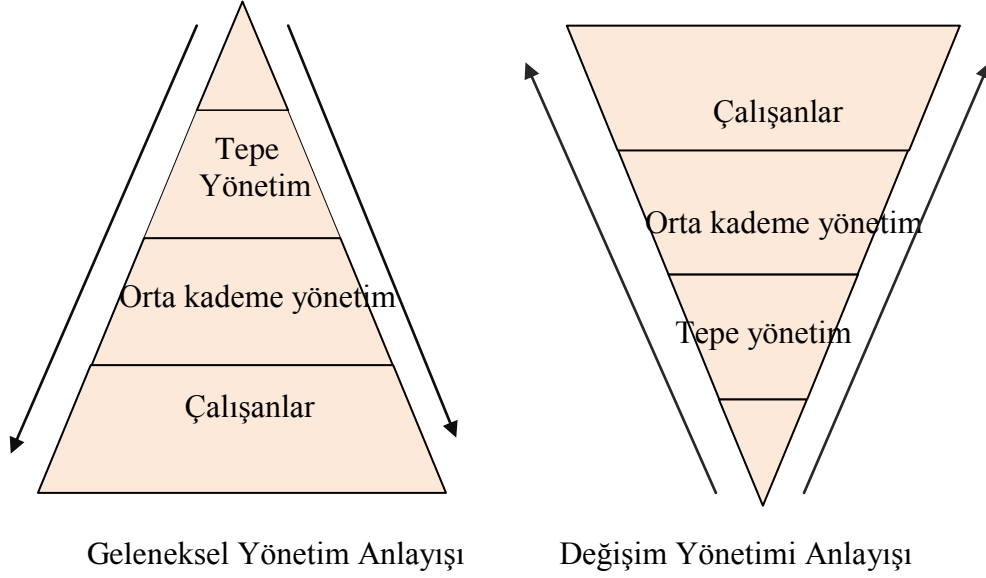 Tepe
Yönetim
Orta kademe yönetim
Çalışanlar
Geleneksel Yönetim Anlayışı
Çalışanlar
Orta kademe yönetim
Tepe yönetim
Değişim Yönetimi Anlayışı